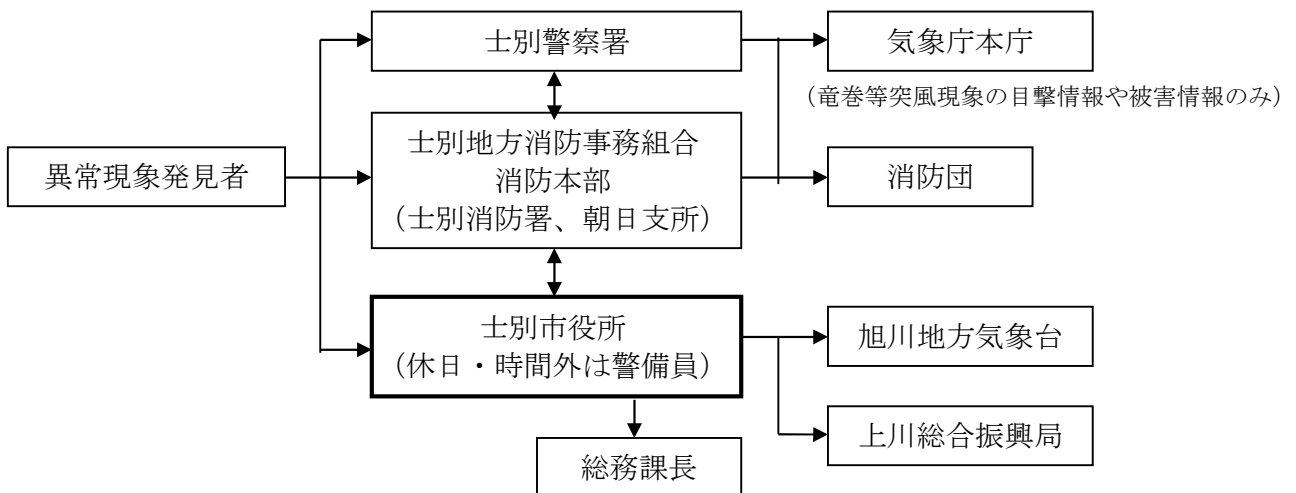 士別警察署
気象庁本庁
（竜巻等突風現象の目撃情報や被害情報のみ）
異常現象発見者
士別地方消防事務組合
消防本部
（士別消防署、朝日支所）
消防団
士別市役所
（休日・時間外は警備員）
旭川地方気象台
上川総合振興局
総務課長